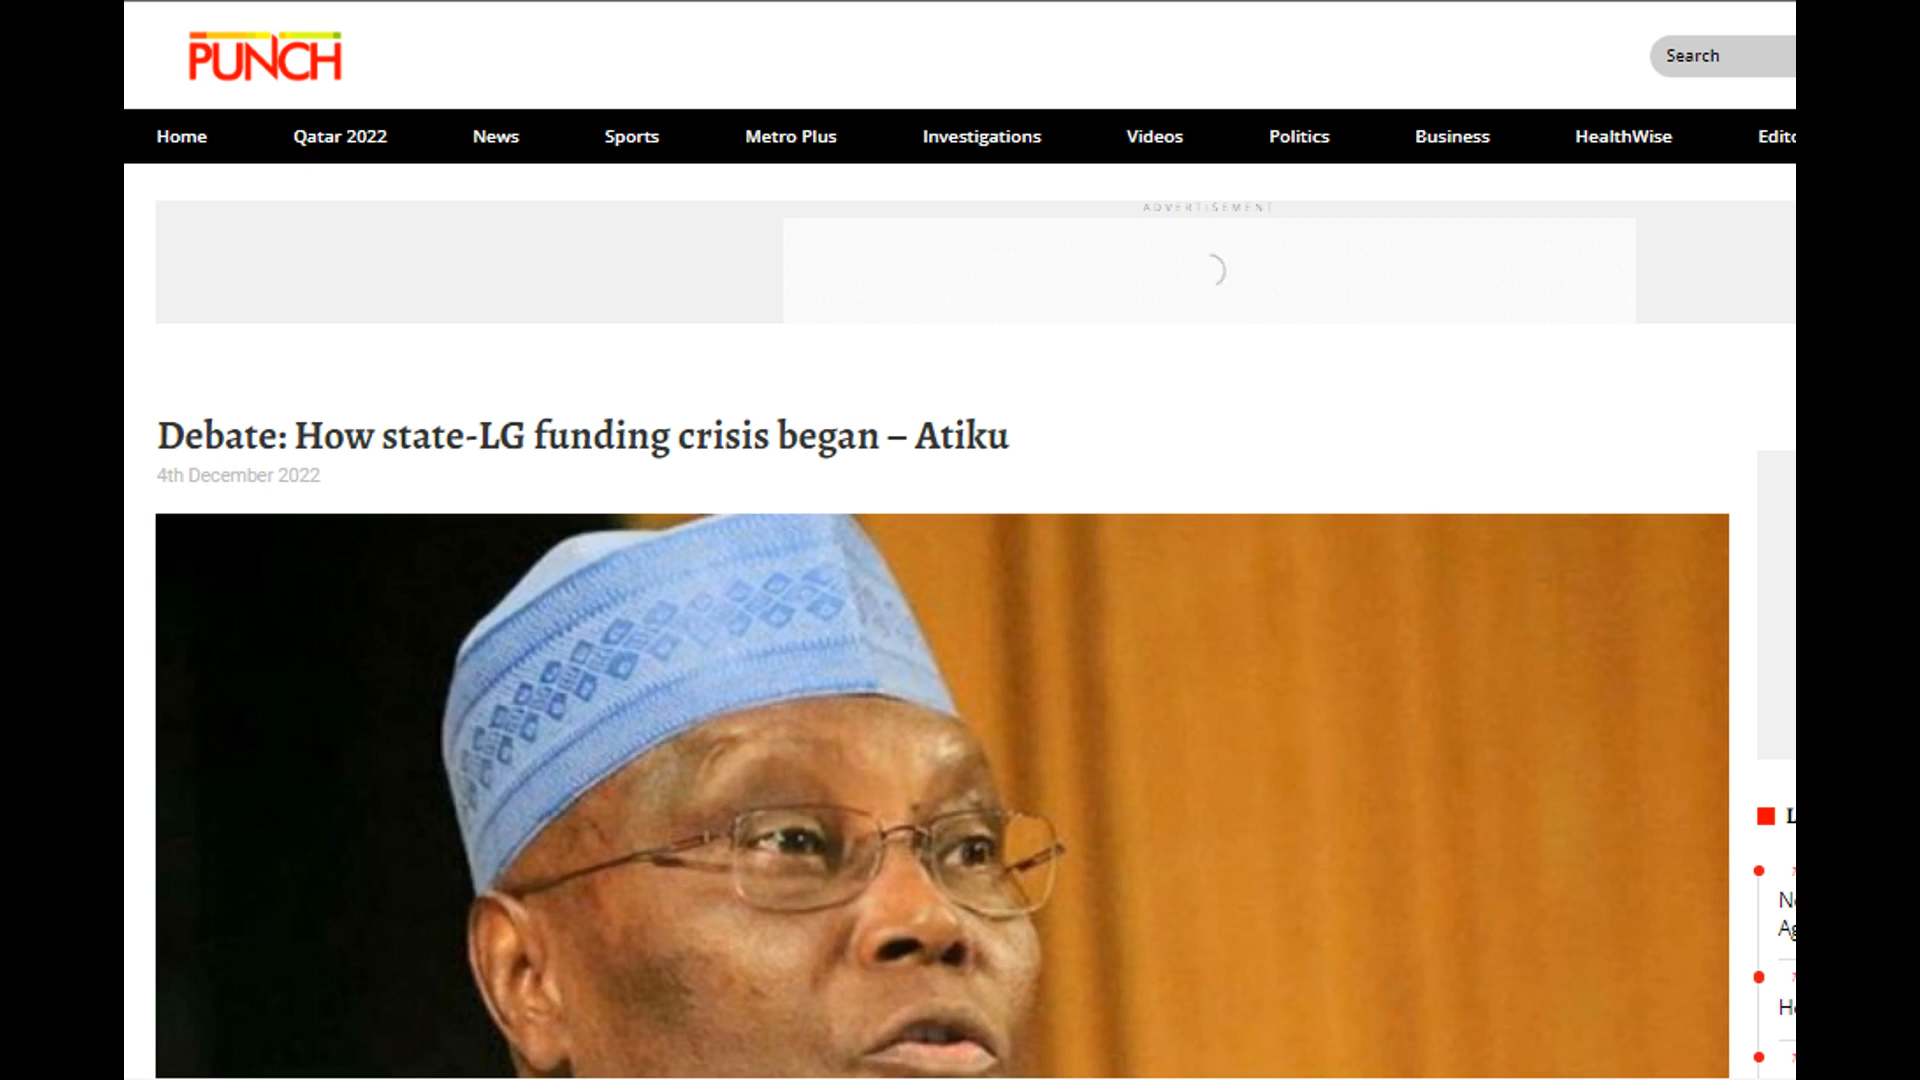 PUNCH
Search
Home Qatar 2022 News Sports Metro Plus Investigations Videos Politics Business HealthWise
ADVERTISEMENT
Debate: How state-LG funding crisis began – Atiku
4th December 2022